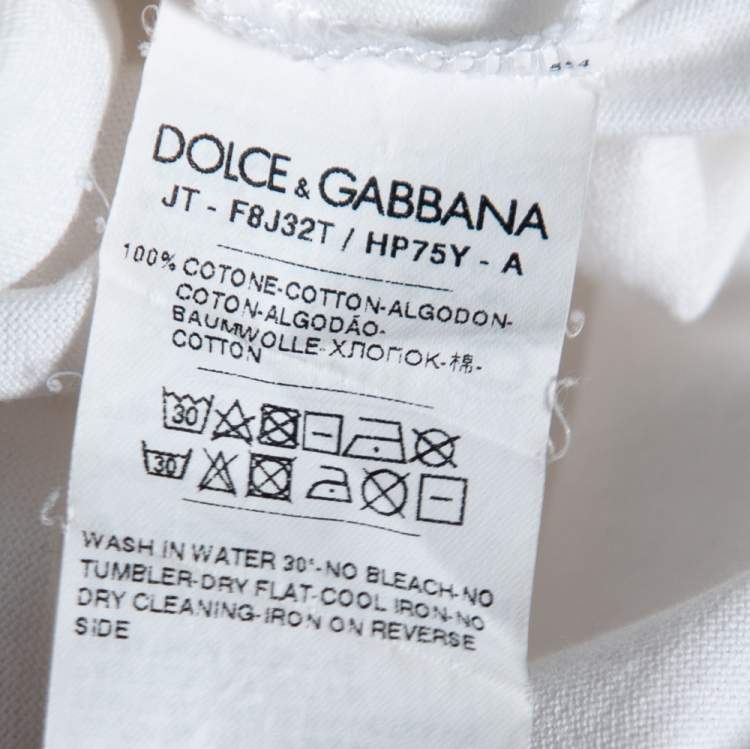 DOLCE & GABBANA
JT - F8J32T / HP75Y - A
100% COTONE-COTTON-ALGODON-
COTON-ALGODÃO-
BAUMWOLLE-ХЛОПОК-棉-
COTTON
30
30
WASH IN WATER 30°-NO BLEACH-NO
TUMBLER-DRY FLAT-COOL IRON-NO
DRY CLEANING-IRON ON REVERSE
SIDE